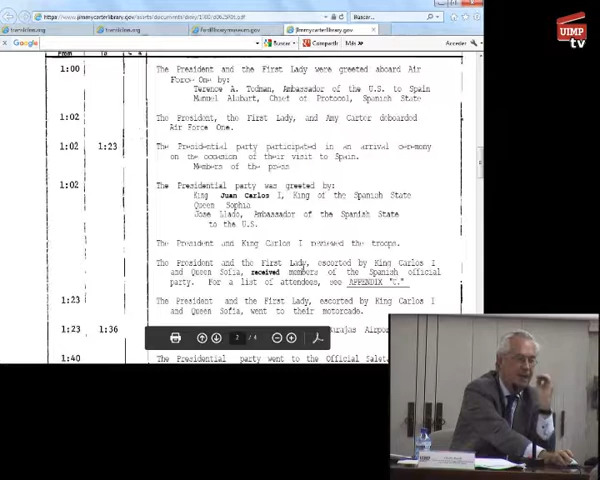 http://www.jimmycarterlibrary.gov/assets/documents/diary/1980/d062580t.pdf
Buscar...
fordlibrarymuseum.gov
jimmycarterlibrary.gov
Google
Buscar
Compartir
Más
Acceder
From
To
1:00 The President and the First Lady were greeted aboard Air
Force One by:
Terence A. Todman, Ambassador of the U.S. to Spain
Manuel Alabart, Chief of Protocol, Spanish State
1:02 The President, the First Lady, and Amy Carter deboarded
Air Force One.
1:02 1:23 The Presidential party participated in an arrival ceremony
on the occasion of their visit to Spain.
Members of the press
1:02 The Presidential party was greeted by:
King Juan Carlos I, King of the Spanish State
Queen Sophia
Jose Llado, Ambassador of the Spanish State
to the U.S.
The President and King Carlos I reviewed the troops.
The President and the First Lady, escorted by King Carlos I
and Queen Sofia, received members of the Spanish official
party. For a list of attendees, see APPENDIX "C."
1:23 The President and the First Lady, escorted by King Carlos I
and Queen Sofia, went to their motorcade.
1:23 1:36 arajas Airpor
2 / 4
1:40 The Presidential party went to the Official
UIMP
tv